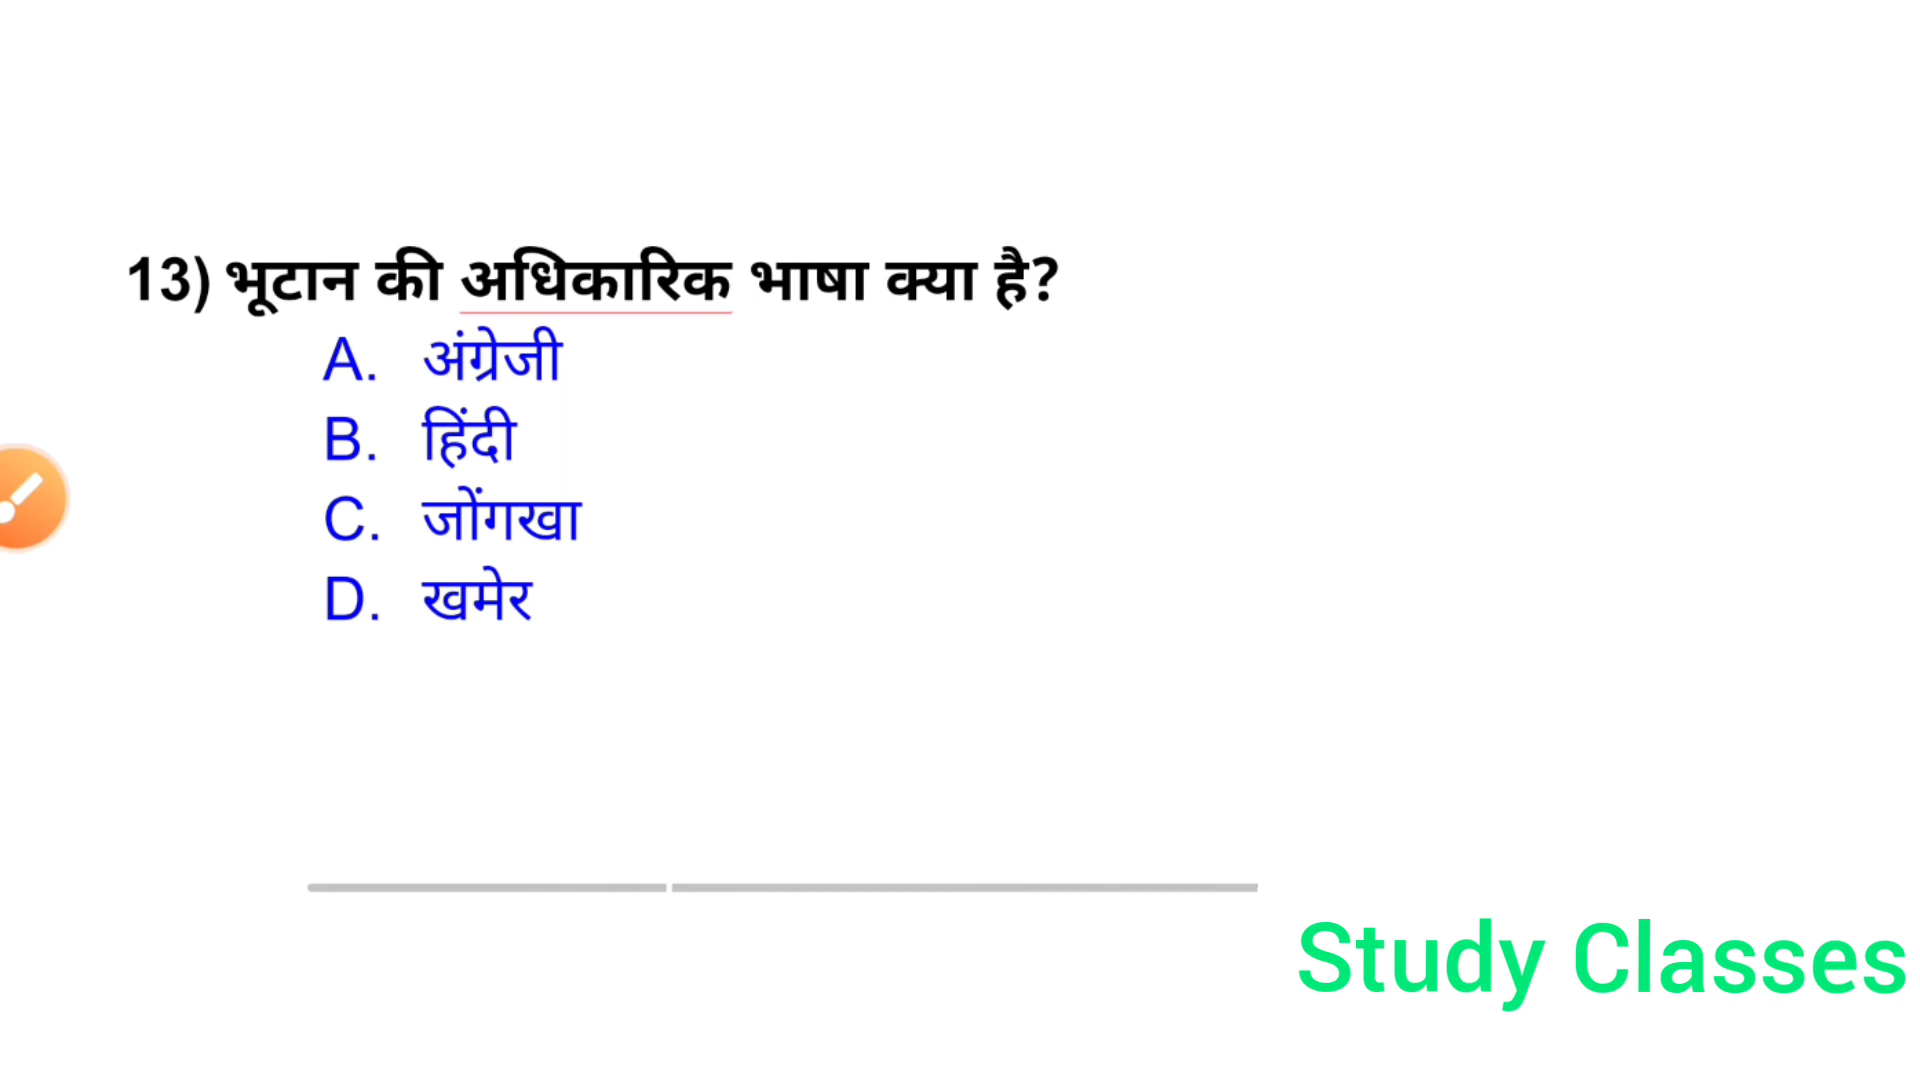 13) भूटान की अधिकारिक भाषा क्या है?
A. अंग्रेजी
B. हिंदी
C. जोंगखा
D. खमेर
Study Classes